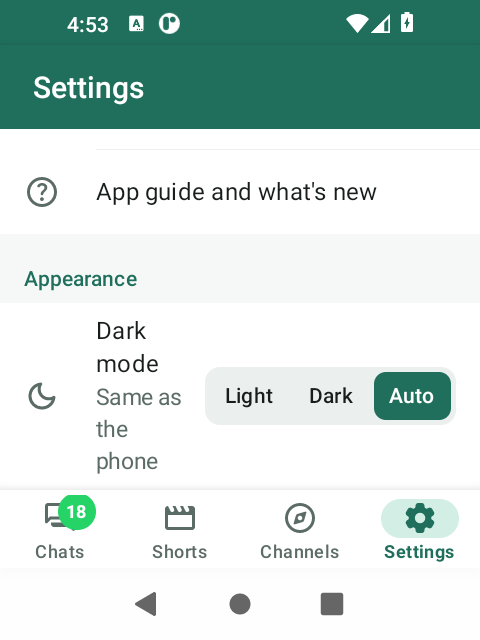 4:53
Settings
App guide and what's new
Appearance
Dark
mode
Same as
the
phone
Light Dark Auto
18
Chats Shorts Channels Settings